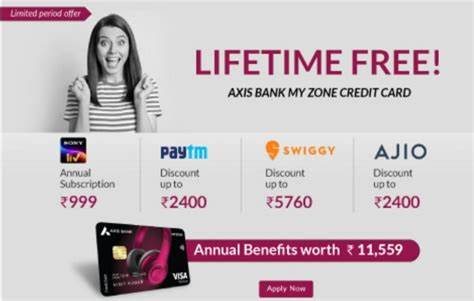 Limited period offer
LIFETIME FREE!
AXIS BANK MY ZONE CREDIT CARD
SONY
liv
Annual
Subscription
₹999
paytm
Discount
up to
₹2400
SWIGGY
Discount
up to
₹5760
AJIO
Discount
up to
₹2400
AXIS BANK
VISA
Annual Benefits worth ₹ 11,559
Apply Now